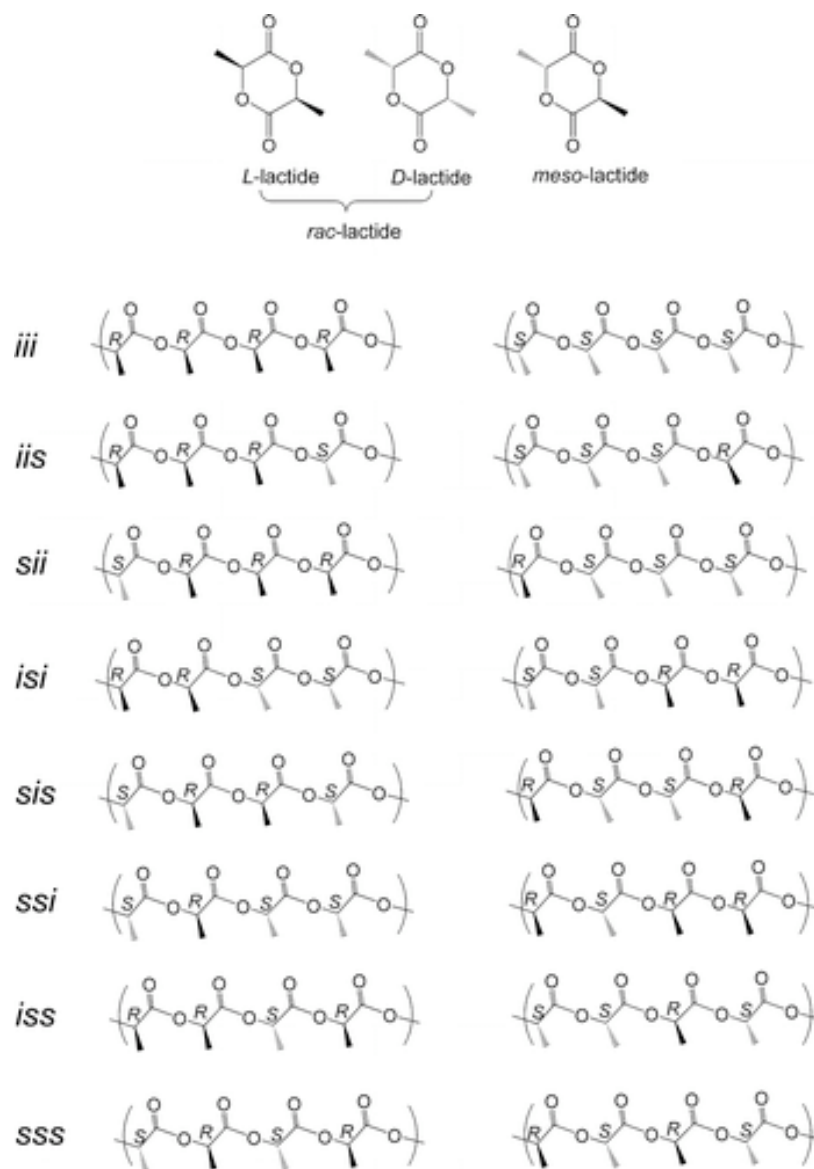 O O O
O O O
O O O
O O O
L-lactide D-lactide meso-lactide
rac-lactide
O O O O O O O O
iii R O R O R O R O S O S O S O S O
O O O O O O O O
iis R O R O R O S O S O S O S O R O
O O O O O O O O
sii S O R O R O R O R O S O S O S O
O O O O O O O O
isi R O R O S O S O S O S O R O R O
O O O O O O O O
sis S O R O R O S O R O S O S O R O
O O O O O O O O
ssi S O R O S O S O R O S O R O R O
O O O O O O O O
iss R O R O S O R O S O S O R O S O
O O O O O O O O
sss S O R O S O R O R O S O R O S O